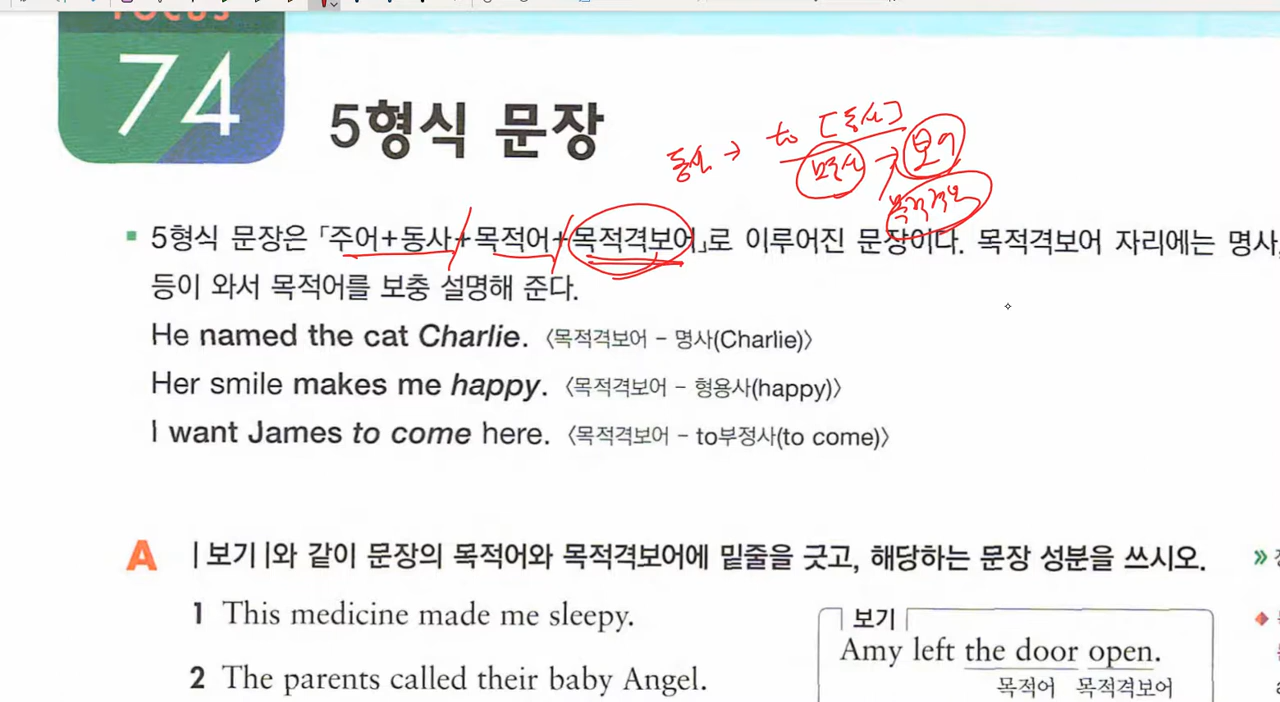 FOCUS
74
5형식 문장
동사 → to [동사]
보어
5형식 문장은 「주어+동사+목적어+목적격보어」로 이루어진 문장이다. 목적격보어 자리에는 명사,
등이 와서 목적어를 보충 설명해 준다.
He named the cat Charlie. 〈목적격보어 – 명사(Charlie)〉
Her smile makes me happy. 〈목적격보어 – 형용사(happy)〉
I want James to come here. 〈목적격보어 – to부정사(to come)〉
A |보기|와 같이 문장의 목적어와 목적격보어에 밑줄을 긋고, 해당하는 문장 성분을 쓰시오.
1 This medicine made me sleepy.
2 The parents called their baby Angel.
보기
Amy left the door open.
목적어 목적격보어